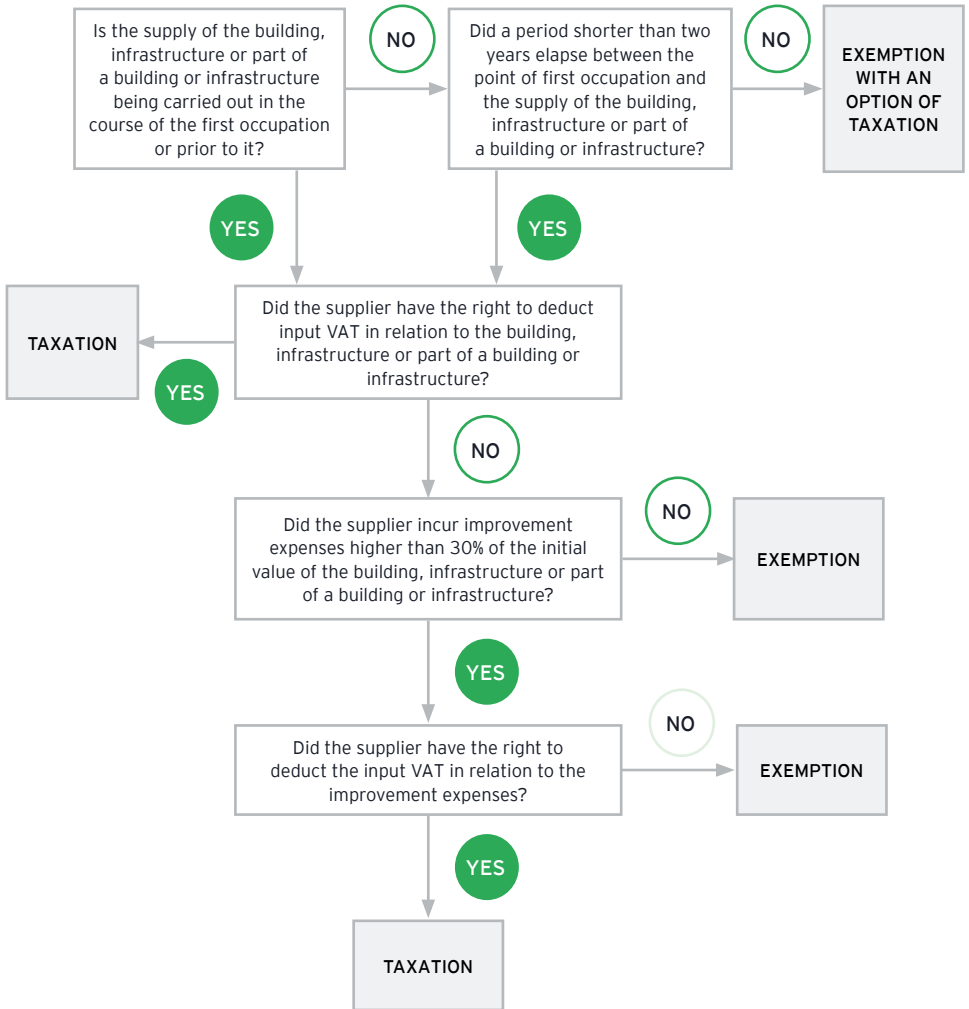 Is the supply of the building,
infrastructure or part of
a building or infrastructure
being carried out in the
course of the first occupation
or prior to it?
NO
Did a period shorter than two
years elapse between the
point of first occupation and
the supply of the building,
infrastructure or part of
a building or infrastructure?
NO
EXEMPTION
WITH AN
OPTION OF
TAXATION
YES
YES
TAXATION
YES
Did the supplier have the right to deduct
input VAT in relation to the building,
infrastructure or part of a building or
infrastructure?
NO
Did the supplier incur improvement
expenses higher than 30% of the initial
value of the building, infrastructure or part
of a building or infrastructure?
NO
EXEMPTION
YES
Did the supplier have the right to
deduct the input VAT in relation to the
improvement expenses?
NO
EXEMPTION
YES
TAXATION